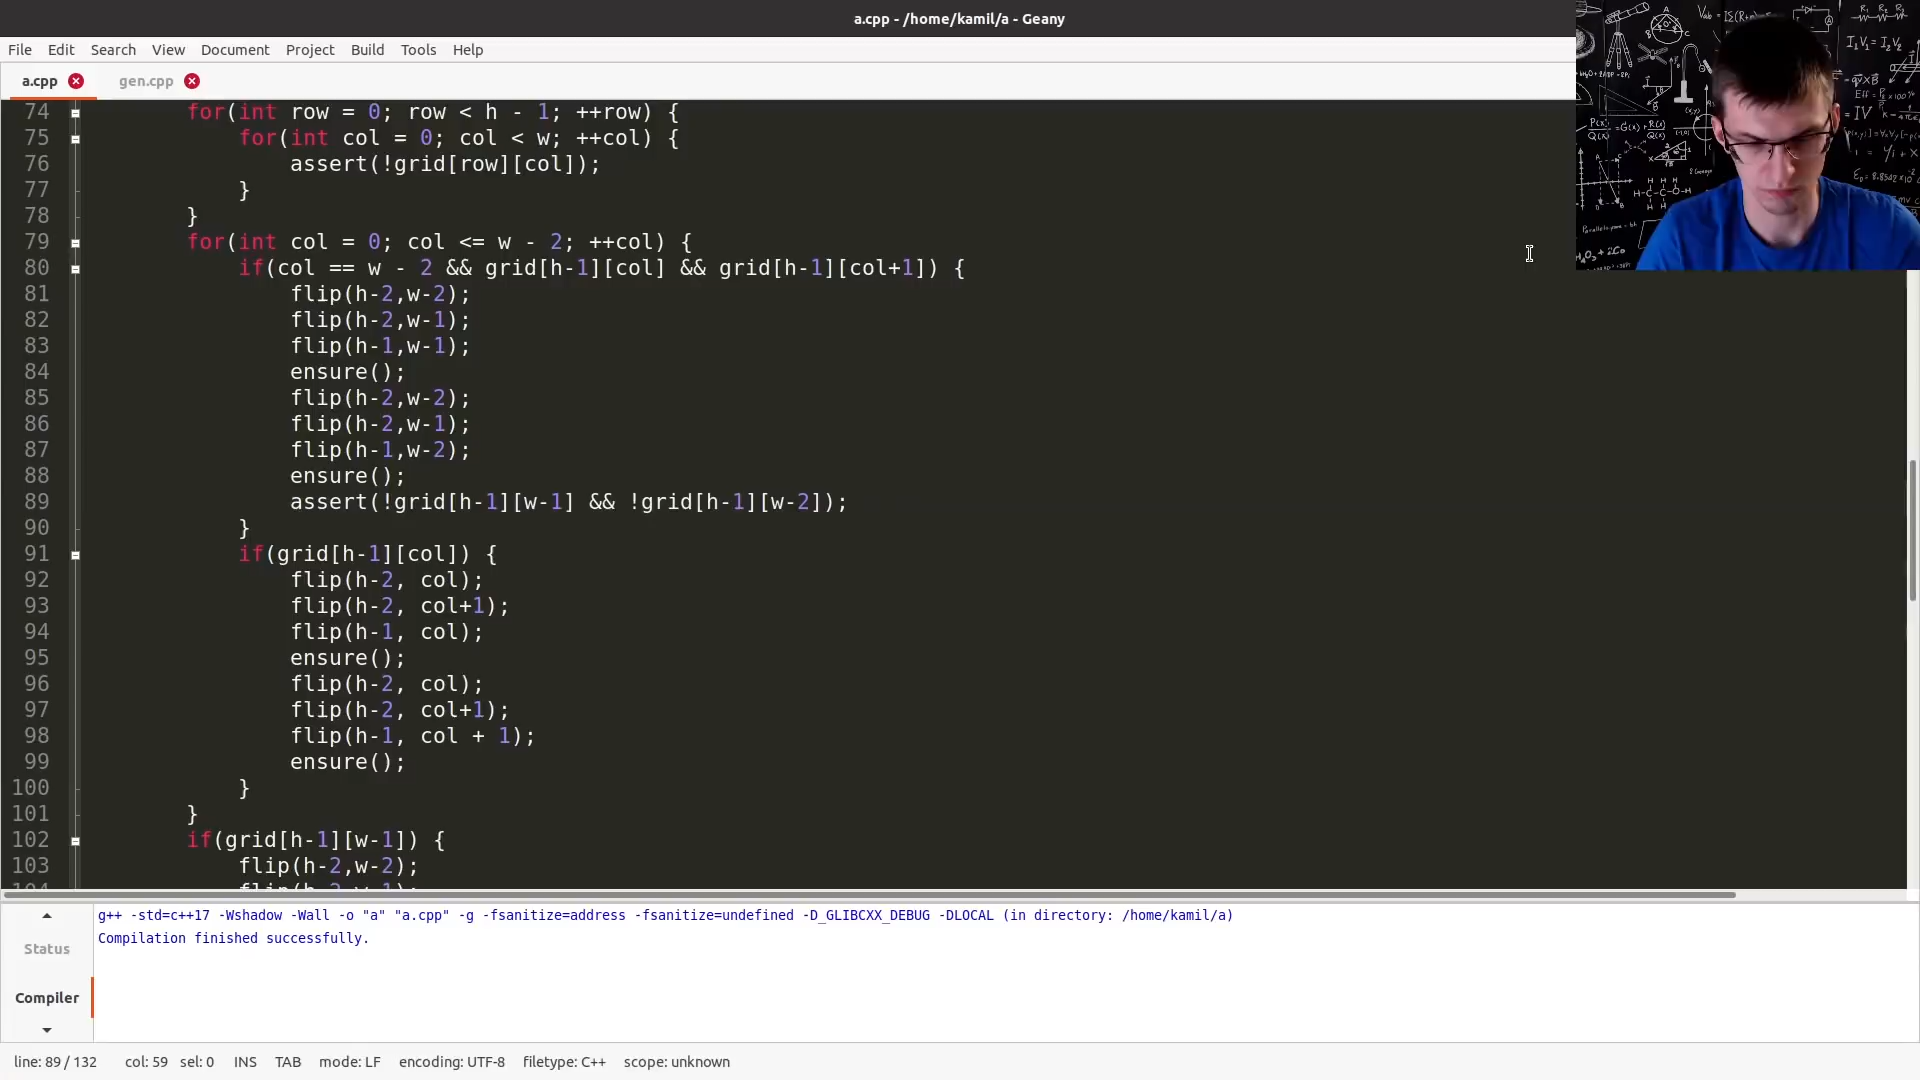 a.cpp - /home/kamil/a - Geany
File Edit Search View Document Project Build Tools Help
a.cpp gen.cpp
74 for(int row = 0; row < h - 1; ++row) {
75 for(int col = 0; col < w; ++col) {
76 assert(!grid[row][col]);
77 }
78 }
79 for(int col = 0; col <= w - 2; ++col) {
80 if(col == w - 2 && grid[h-1][col] && grid[h-1][col+1]) {
81 flip(h-2,w-2);
82 flip(h-2,w-1);
83 flip(h-1,w-1);
84 ensure();
85 flip(h-2,w-2);
86 flip(h-2,w-1);
87 flip(h-1,w-2);
88 ensure();
89 assert(!grid[h-1][w-1] && !grid[h-1][w-2]);
90 }
91 if(grid[h-1][col]) {
92 flip(h-2, col);
93 flip(h-2, col+1);
94 flip(h-1, col);
95 ensure();
96 flip(h-2, col);
97 flip(h-2, col+1);
98 flip(h-1, col + 1);
99 ensure();
100 }
101 }
102 if(grid[h-1][w-1]) {
103 flip(h-2,w-2);
104 flip(h-2,w-1);
g++ -std=c++17 -Wshadow -Wall -o "a" "a.cpp" -g -fsanitize=address -fsanitize=undefined -D_GLIBCXX_DEBUG -DLOCAL (in directory: /home/kamil/a)
Compilation finished successfully.
Status
Compiler
line: 89 / 132 col: 59 sel: 0 INS TAB mode: LF encoding: UTF-8 filetype: C++ scope: unknown